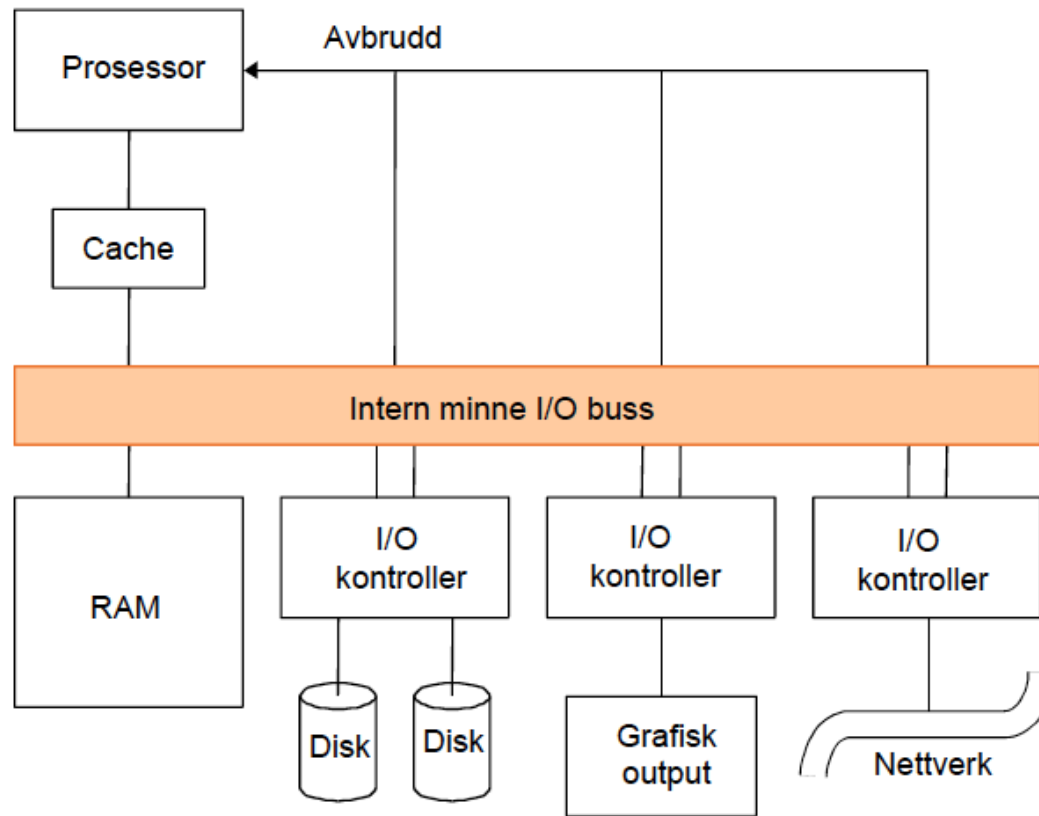 Avbrudd
Prosessor
Cache
Intern minne I/O buss
RAM
I/O
kontroller
I/O
kontroller
I/O
kontroller
Disk
Disk
Grafisk
output
Nettverk